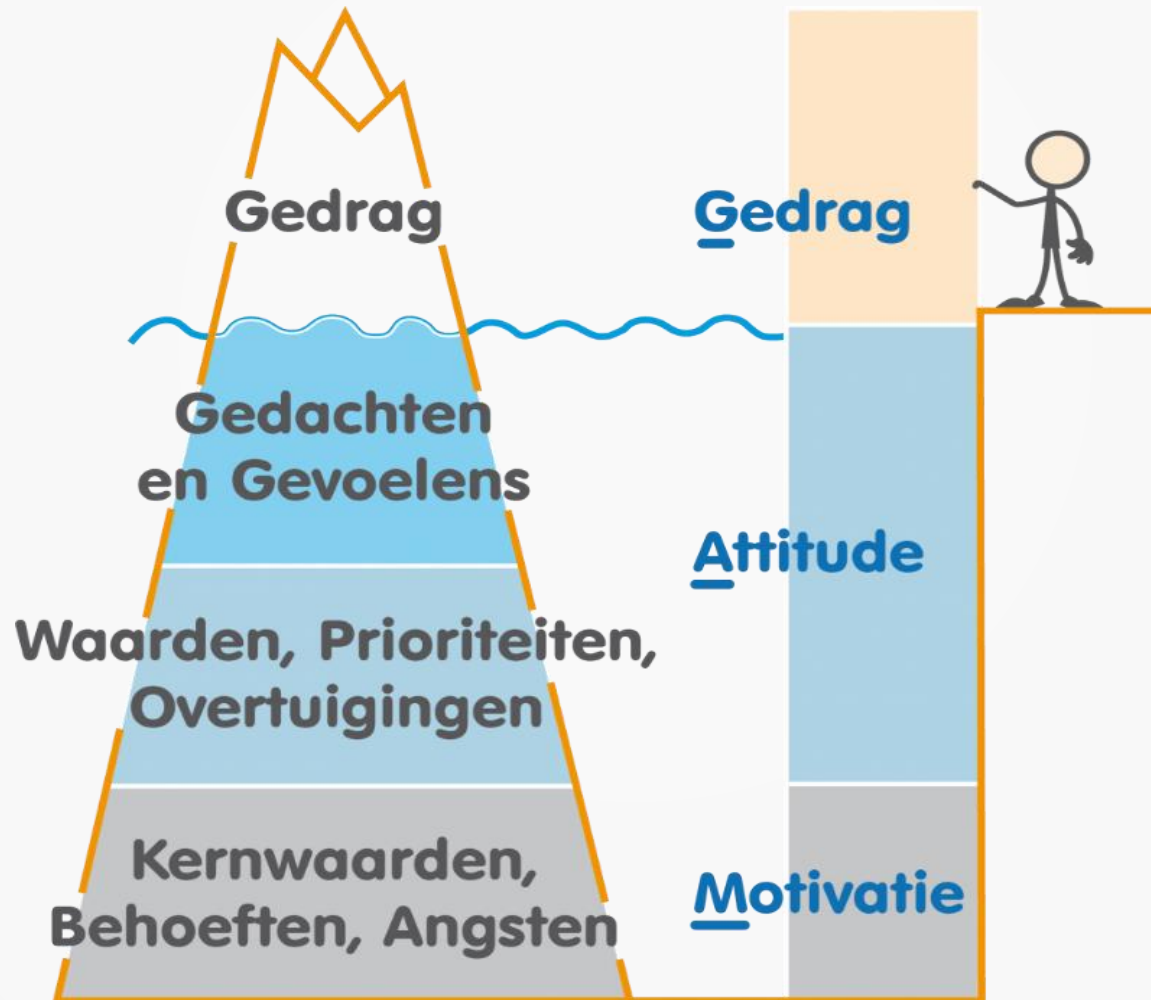 Gedrag
Gedachten
en Gevoelens
Waarden, Prioriteiten,
Overtuigingen
Kernwaarden,
Behoeften, Angsten
Gedrag
Attitude
Motivatie